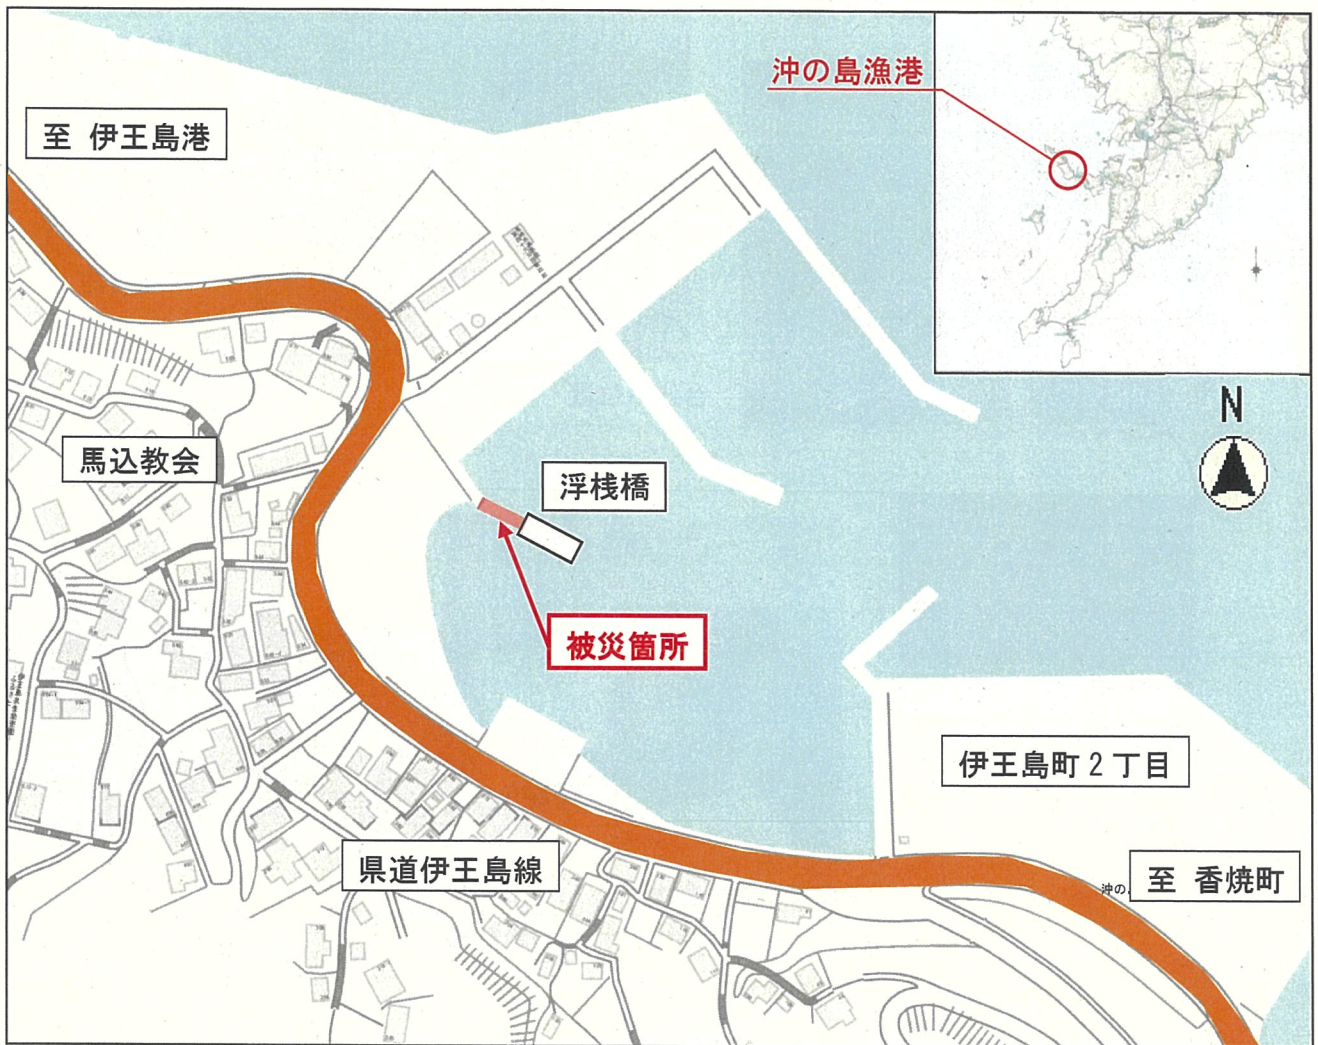 沖の島漁港
至 伊王島港
N
馬込教会
浮桟橋
被災箇所
伊王島町2丁目
県道伊王島線
沖の
至 香焼町